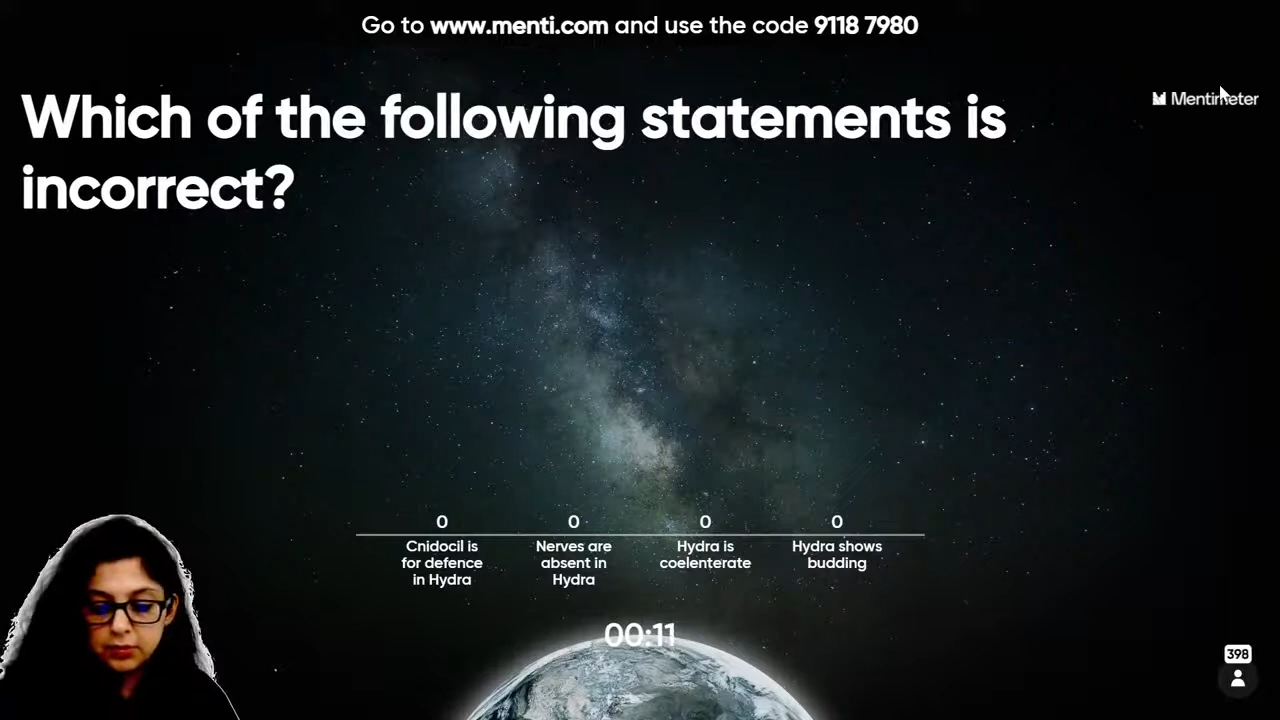 Go to www.menti.com and use the code 9118 7980
Mentimeter
Which of the following statements is
incorrect?
0
0
0
0
Cnidocil is
for defence
in Hydra
Nerves are
absent in
Hydra
Hydra is
coelenterate
Hydra shows
budding
00:11
398